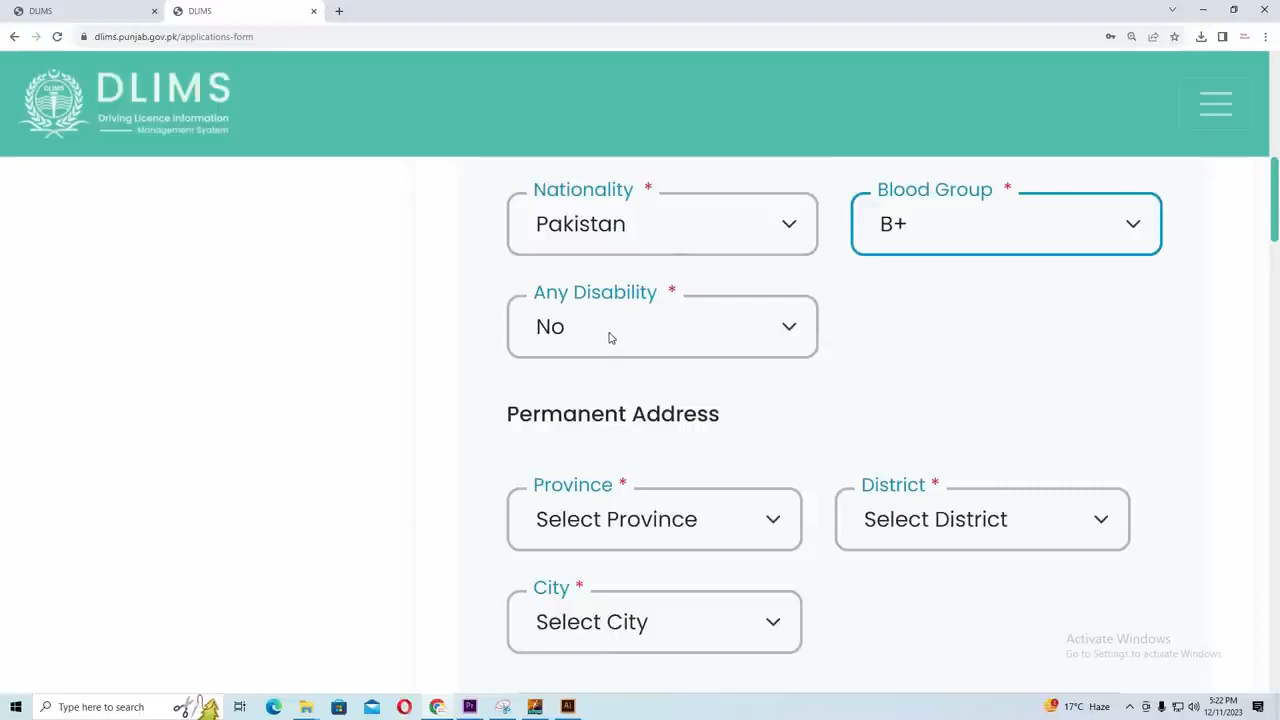 DLIMS
DLIMS
dlims.punjab.gov.pk/applications-form
DLIMS
DLIMS
Driving Licence Information
Management System
Nationality *
Pakistan
Blood Group *
B+
Any Disability *
No
Permanent Address
Province *
Select Province
District *
Select District
City *
Select City
Activate Windows
Go to Settings to activate Windows.
Type here to search
17°C Haze
5:22 PM
12/11/2023